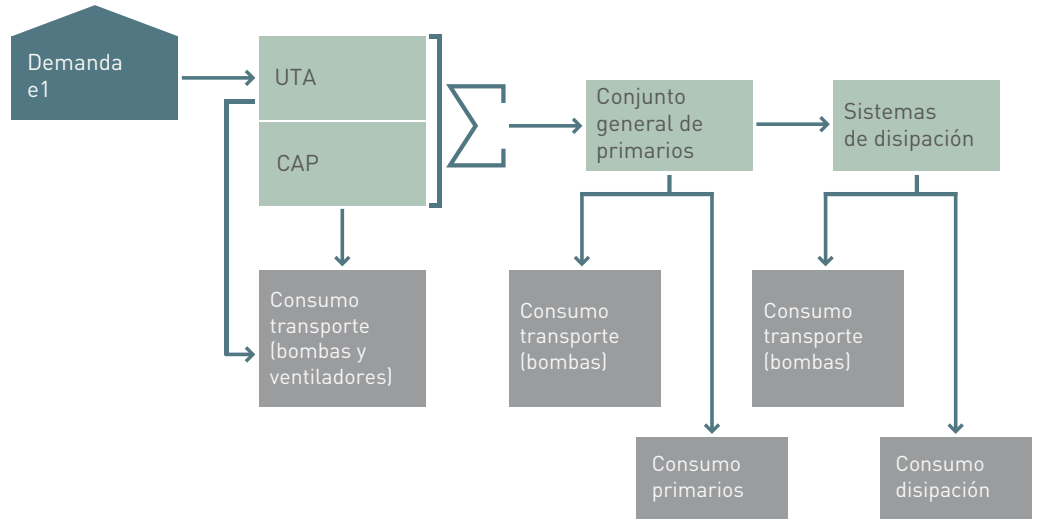 Demanda
e1
UTA
CAP
Conjunto
general de
primarios
Sistemas
de disipación
Consumo
transporte
(bombas y
ventiladores)
Consumo
transporte
(bombas)
Consumo
transporte
(bombas)
Consumo
primarios
Consumo
disipación